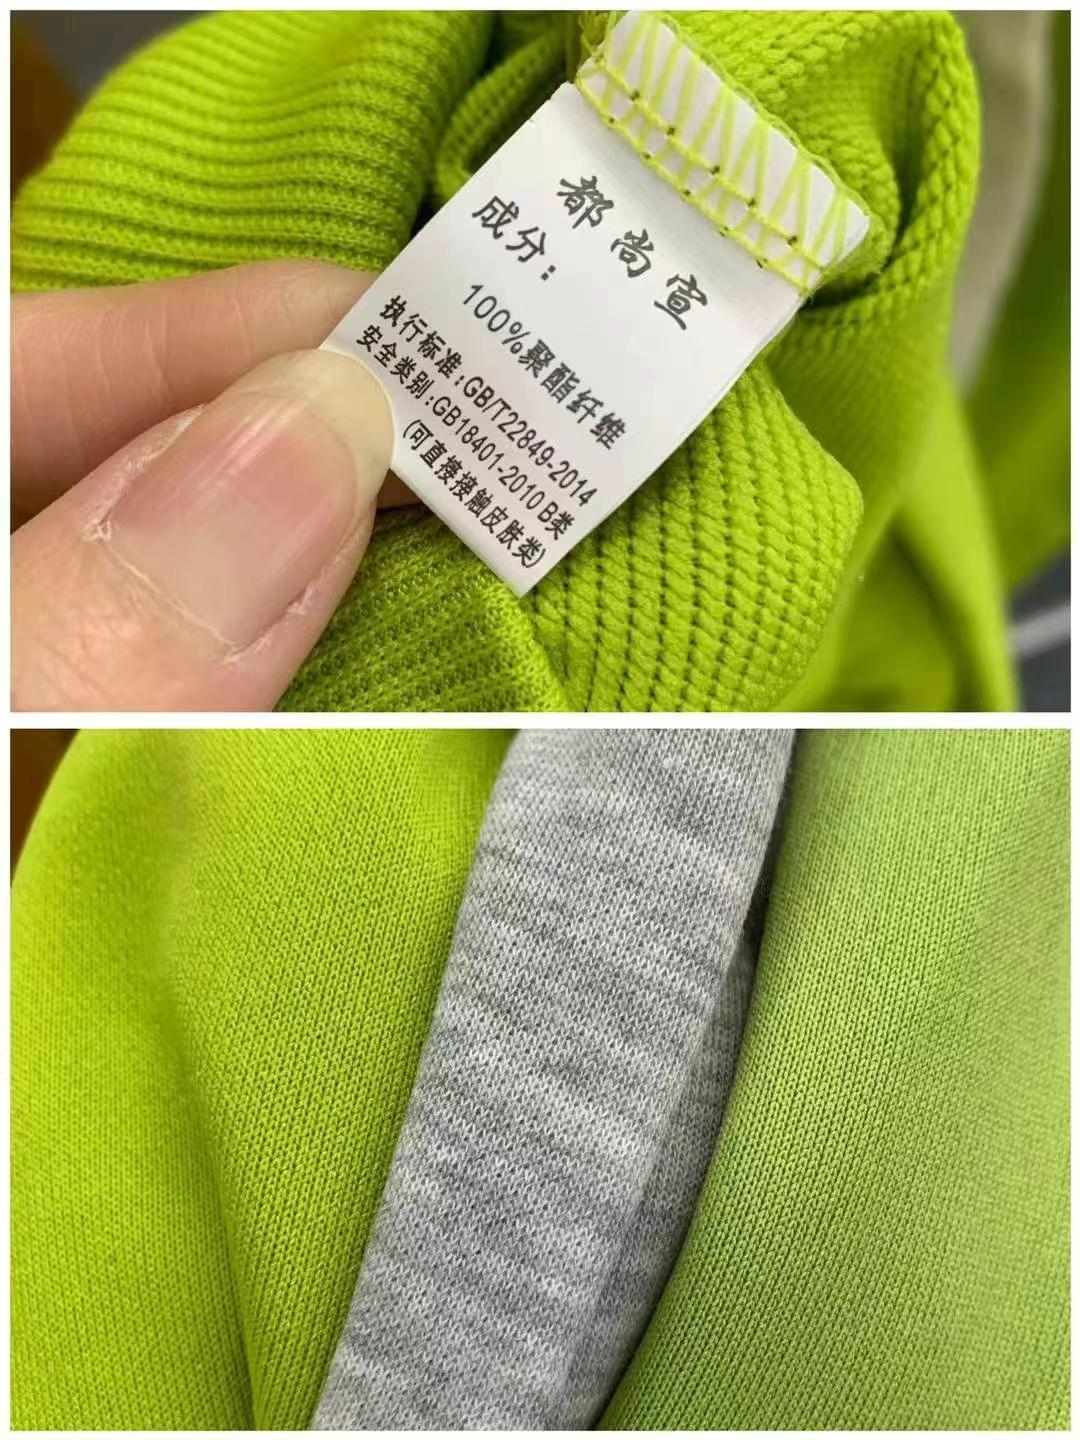 都尚宣
成分：
100%聚酯纤维
执行标准：GB/T22849-2014
安全类别：GB18401-2010 B类
(可直接接触皮肤类)